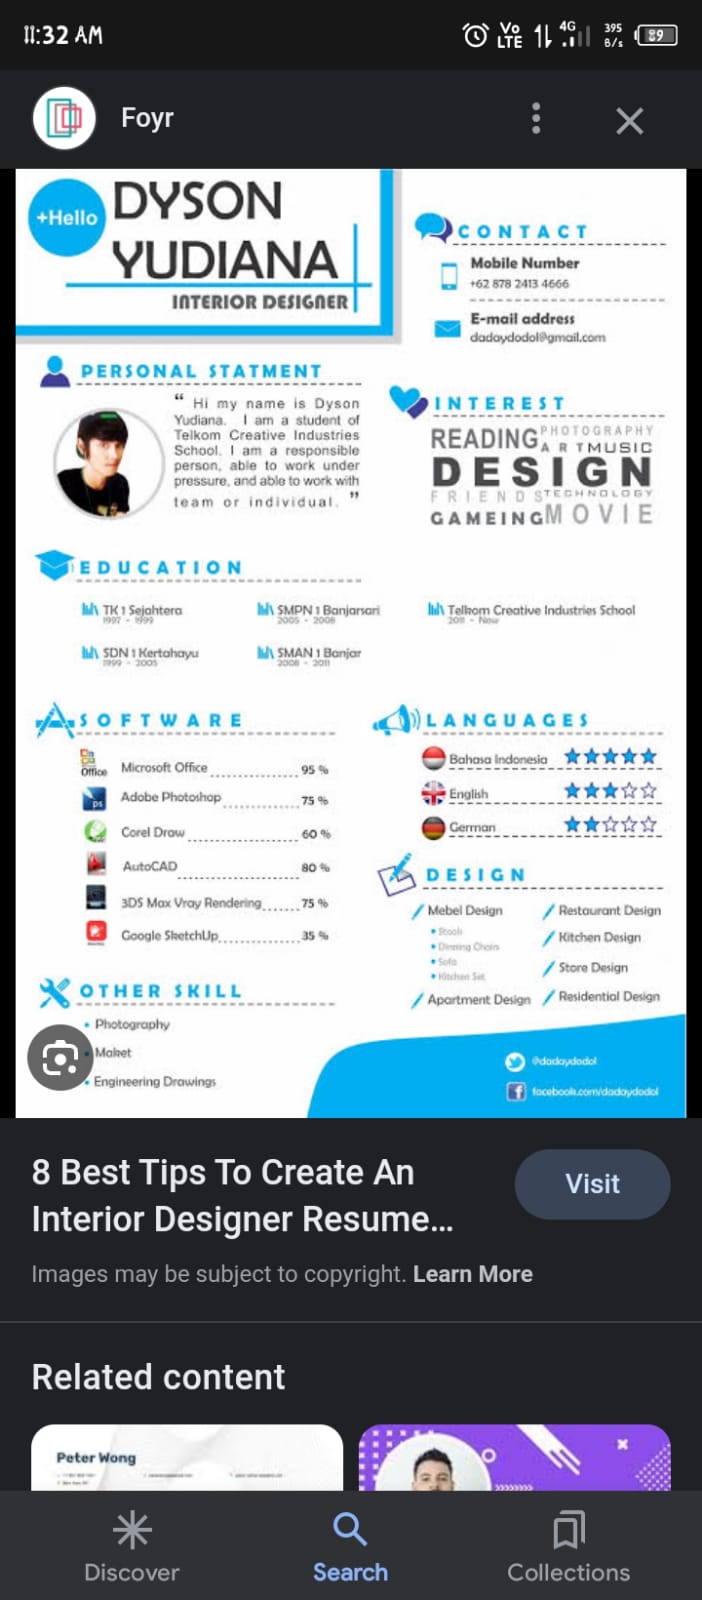 11:32 AM
Vo LTE 4G 395 B/s 89
Foyr
+Hello
DYSON
YUDIANA
INTERIOR DESIGNER
CONTACT
Mobile Number
+62 878 2413 4666
E-mail address
dadaydodol@gmail.com
PERSONAL STATMENT
“ Hi my name is Dyson
Yudiana. I am a student of
Telkom Creative Industries
School. I am a responsible
person, able to work under
pressure, and able to work with
team or individual. ”
INTEREST
READING PHOTOGRAPHY
ART MUSIC
DESIGN
FRIENDS TECHNOLOGY
GAMEING MOVIE
EDUCATION
TK 1 Sejahtera
1997 - 1999
SMPN 1 Banjarsari
2005 - 2008
Telkom Creative Industries School
2011 - Now
SDN 1 Kertahayu
1999 - 2005
SMAN 1 Banjar
2008 - 2011
SOFTWARE
Office Microsoft Office 95 %
Ps Adobe Photoshop 75 %
Corel Draw 60 %
AutoCAD 80 %
3DS Max Vray Rendering 75 %
Google SketchUp 35 %
LANGUAGES
Bahasa Indonesia
English
German
DESIGN
Mebel Design
• Stools
• Dinning Chairs
• Sofa
• Kitchen Set
Apartment Design
Restaurant Design
Kitchen Design
Store Design
Residential Design
OTHER SKILL
• Photography
• Maket
• Engineering Drawings
@dadaydodol
facebook.com/dadaydodol
8 Best Tips To Create An
Interior Designer Resume...
Visit
Images may be subject to copyright. Learn More
Related content
Peter Wong
Discover
Search
Collections